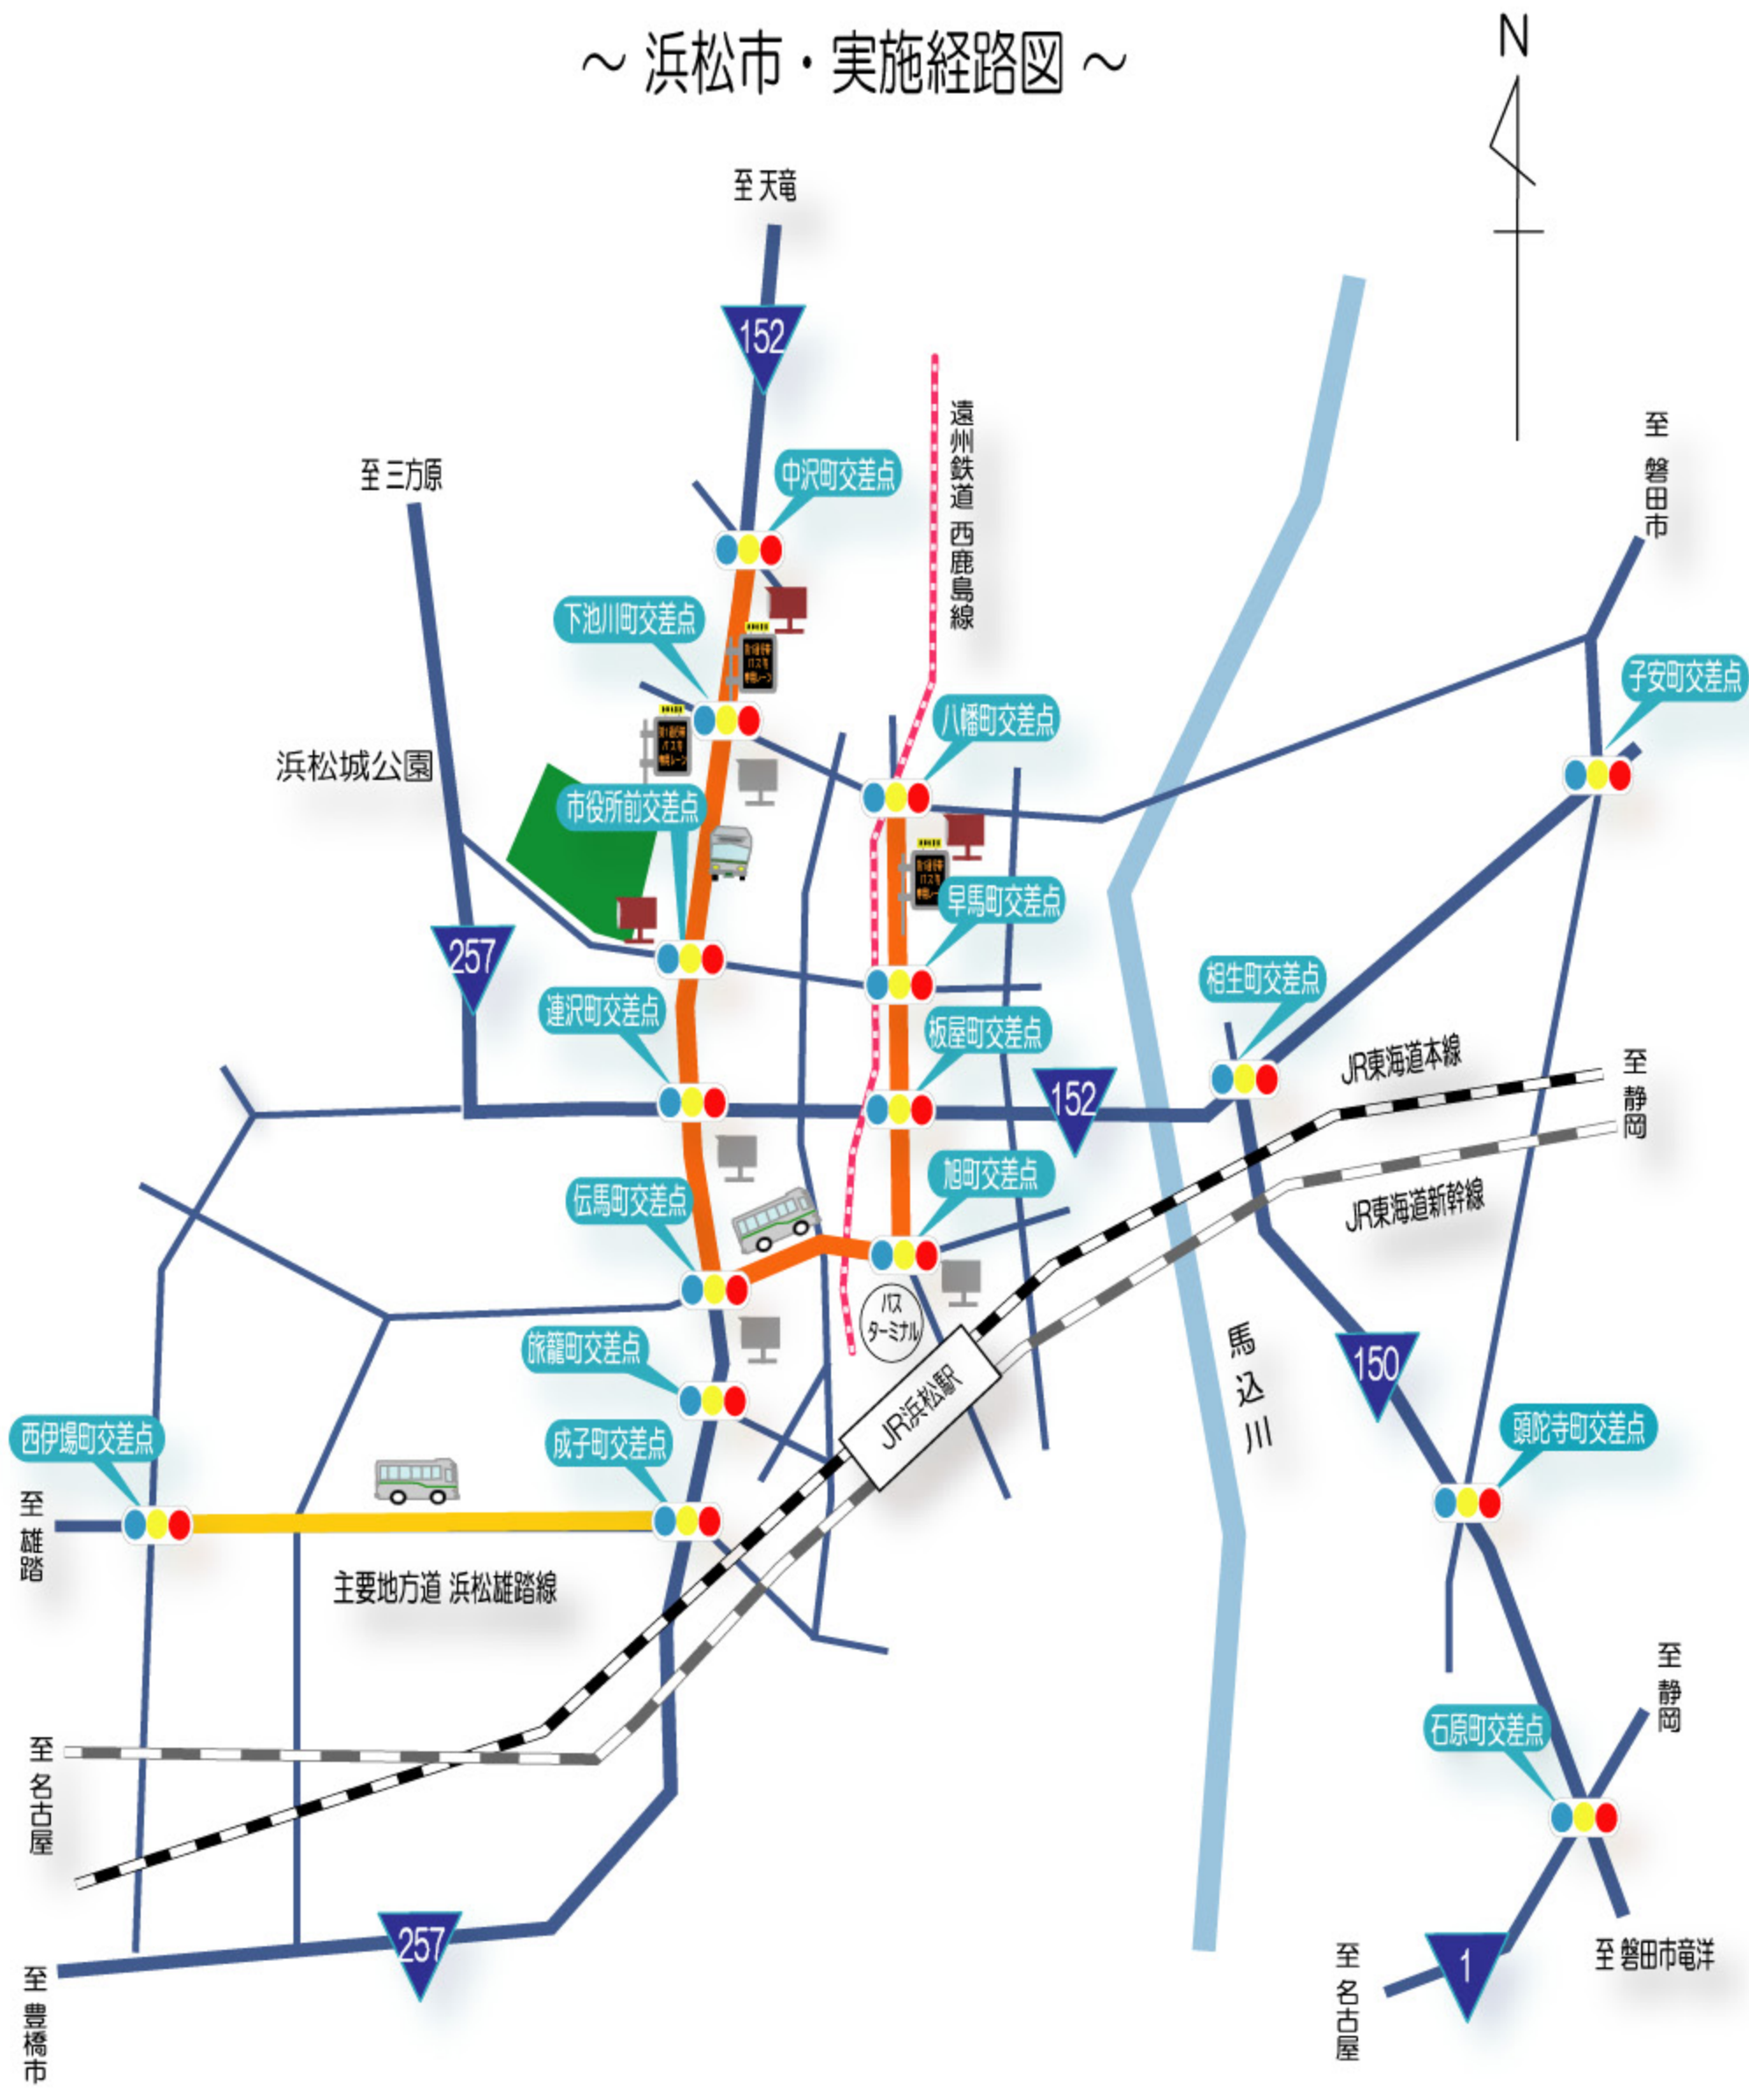 ～ 浜松市・実施経路図 ～
N
至 天竜
152
遠州鉄道 西鹿島線
至 磐田市
至 三方原
中沢町交差点
下池川町交差点
子安町交差点
八幡町交差点
浜松城公園
市役所前交差点
早馬町交差点
257
相生町交差点
連沢町交差点
板屋町交差点
JR東海道本線
至 静岡
152
旭町交差点
伝馬町交差点
JR東海道新幹線
バス
ターミナル
馬込川
旅籠町交差点
150
JR浜松駅
西伊場町交差点
成子町交差点
頭陀寺町交差点
至 雄踏
主要地方道 浜松雄踏線
至 静岡
石原町交差点
至 名古屋
257
1
至 磐田市竜洋
至 名古屋
至 豊橋市